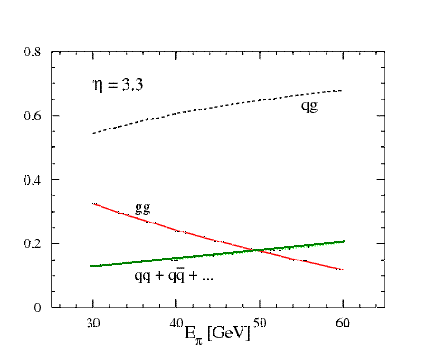 0.8
η = 3.3
qg
0.6
0.4
gg
0.2
qq + qq̄ + ...
0
30 40 50 60
E_π [GeV]